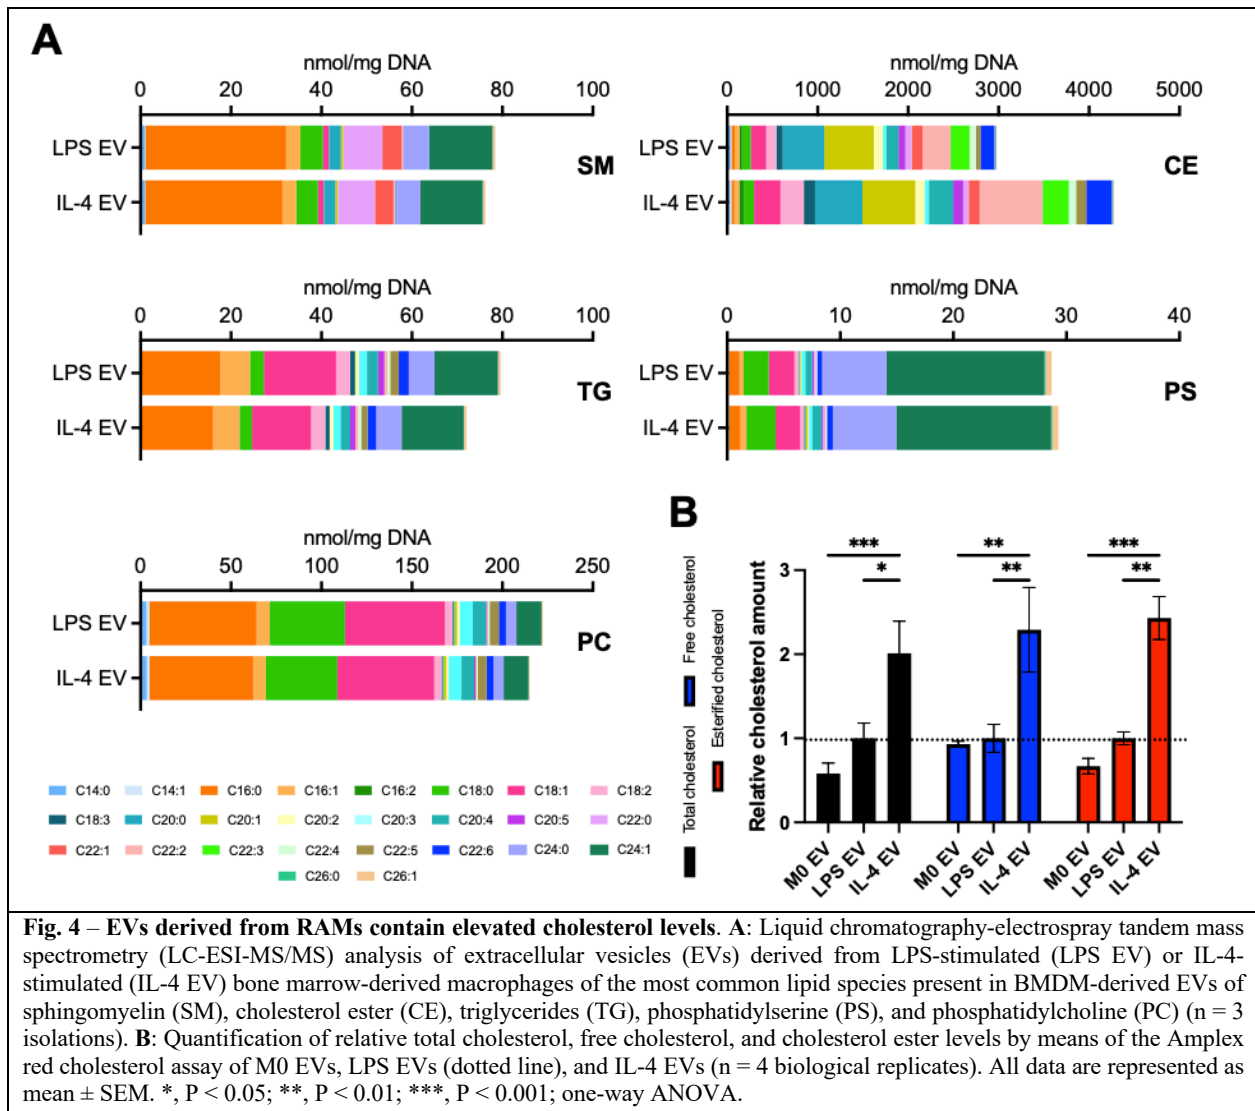 A
nmol/mg DNA
0 20 40 60 80 100
LPS EV
IL-4 EV
SM
nmol/mg DNA
0 1000 2000 3000 4000 5000
LPS EV
IL-4 EV
CE
nmol/mg DNA
0 20 40 60 80 100
LPS EV
IL-4 EV
TG
nmol/mg DNA
0 10 20 30 40
LPS EV
IL-4 EV
PS
nmol/mg DNA
0 50 100 150 200 250
LPS EV
IL-4 EV
PC
C14:0 C14:1 C16:0 C16:1 C16:2 C18:0 C18:1 C18:2
C18:3 C20:0 C20:1 C20:2 C20:3 C20:4 C20:5 C22:0
C22:1 C22:2 C22:3 C22:4 C22:5 C22:6 C24:0 C24:1
C26:0 C26:1
B
Total cholesterol
Free cholesterol
Esterified cholesterol
Relative cholesterol amount
3
2
1
0
*** ** ***
* ** **
M0 EV LPS EV IL-4 EV M0 EV LPS EV IL-4 EV M0 EV LPS EV IL-4 EV
Fig. 4 – EVs derived from RAMs contain elevated cholesterol levels. A: Liquid chromatography-electrospray tandem mass
spectrometry (LC-ESI-MS/MS) analysis of extracellular vesicles (EVs) derived from LPS-stimulated (LPS EV) or IL-4-
stimulated (IL-4 EV) bone marrow-derived macrophages of the most common lipid species present in BMDM-derived EVs of
sphingomyelin (SM), cholesterol ester (CE), triglycerides (TG), phosphatidylserine (PS), and phosphatidylcholine (PC) (n = 3
isolations). B: Quantification of relative total cholesterol, free cholesterol, and cholesterol ester levels by means of the Amplex
red cholesterol assay of M0 EVs, LPS EVs (dotted line), and IL-4 EVs (n = 4 biological replicates). All data are represented as
mean ± SEM. *, P < 0.05; **, P < 0.01; ***, P < 0.001; one-way ANOVA.